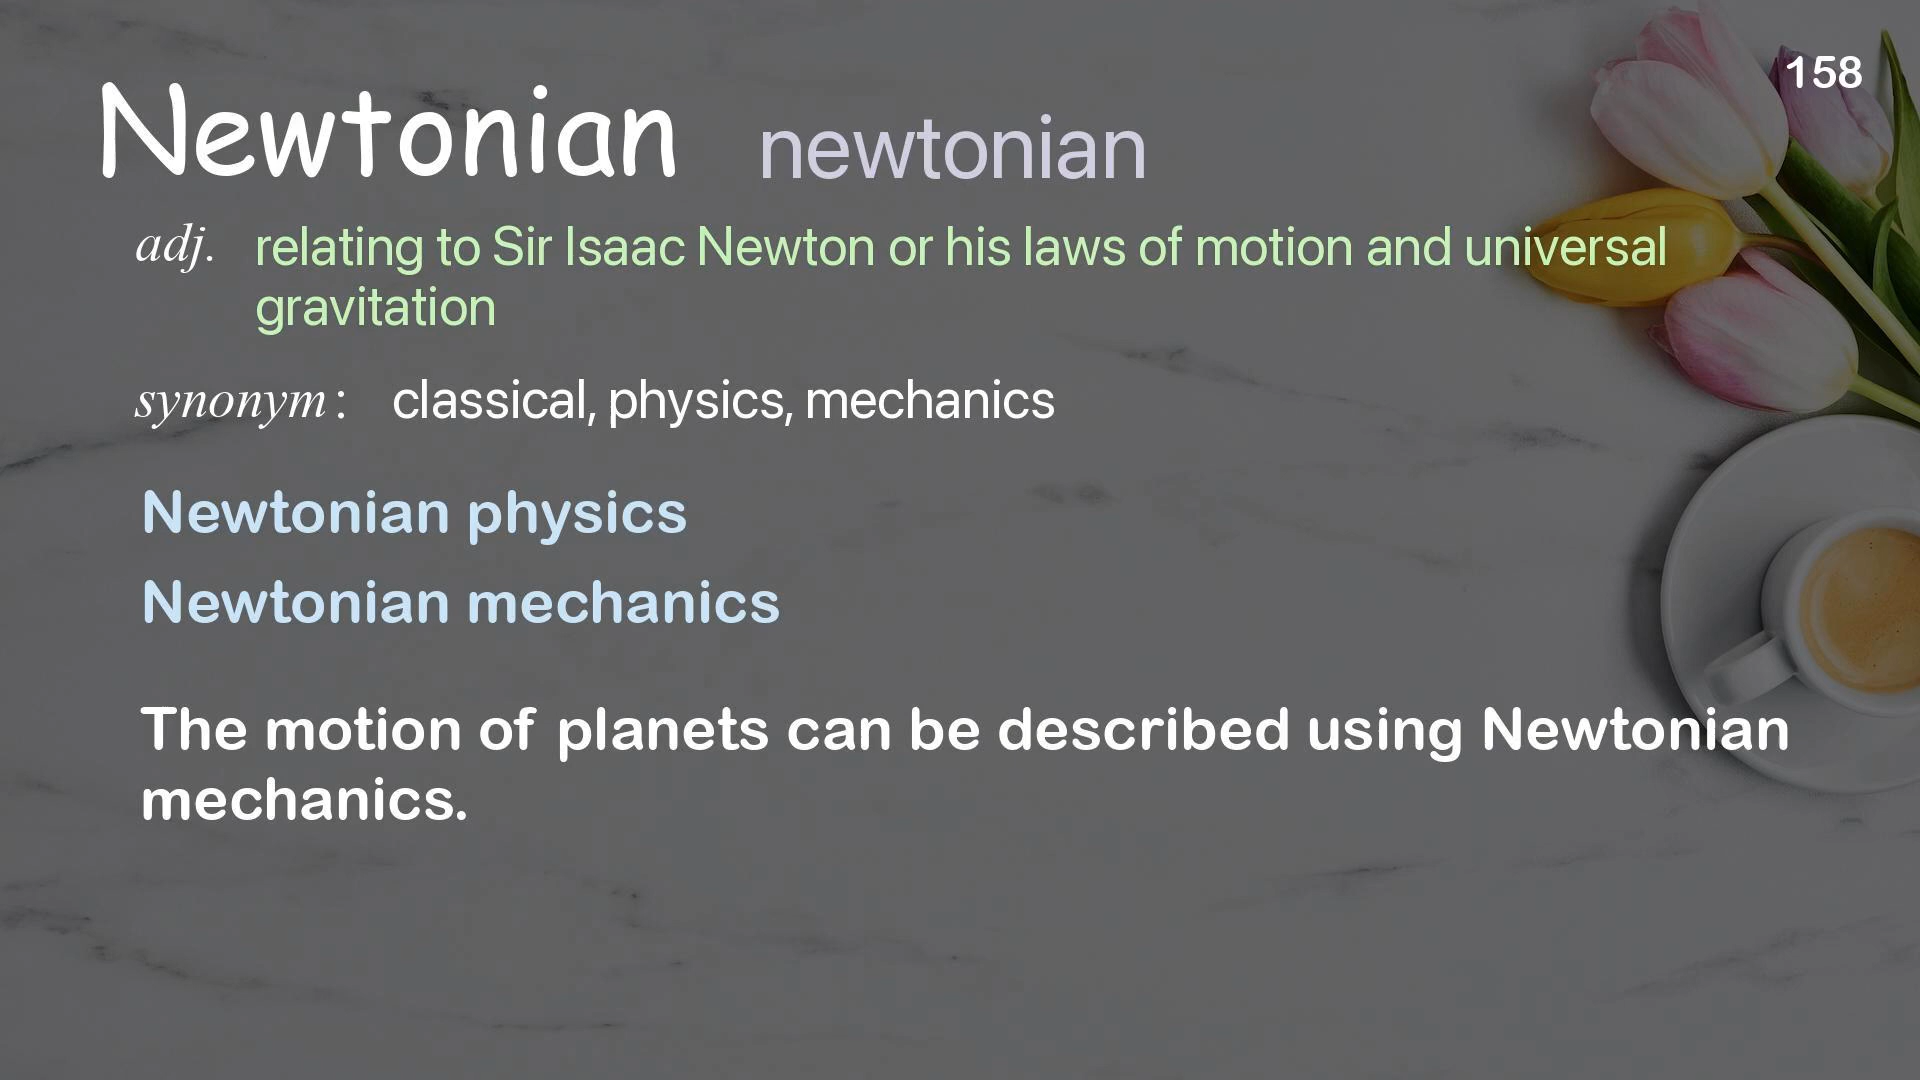 158
Newtonian newtonian
adj. relating to Sir Isaac Newton or his laws of motion and universal
gravitation
synonym : classical, physics, mechanics
Newtonian physics
Newtonian mechanics
The motion of planets can be described using Newtonian
mechanics.